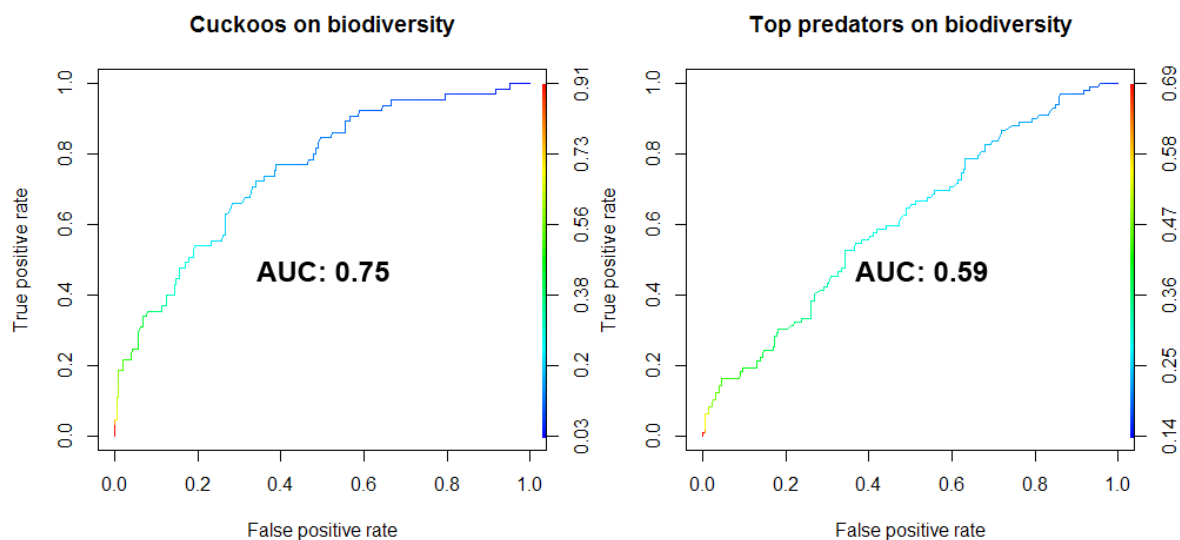 Cuckoos on biodiversity
True positive rate
1.0
0.8
0.6
0.4
0.2
0.0
AUC: 0.75
0.91
0.73
0.56
0.38
0.2
0.03
0.0 0.2 0.4 0.6 0.8 1.0
False positive rate
Top predators on biodiversity
True positive rate
1.0
0.8
0.6
0.4
0.2
0.0
AUC: 0.59
0.69
0.58
0.47
0.36
0.25
0.14
0.0 0.2 0.4 0.6 0.8 1.0
False positive rate